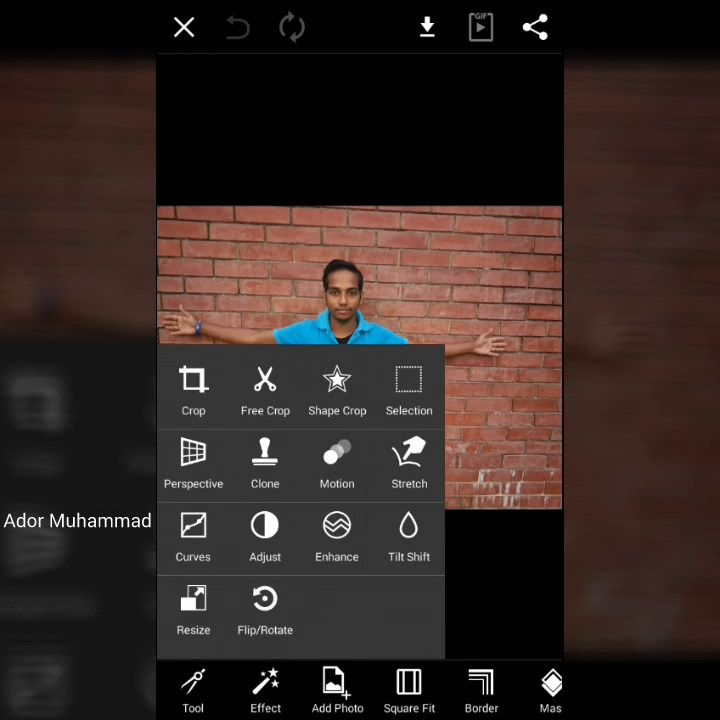 GIF
Crop Free Crop Shape Crop Selection
Perspective Clone Motion Stretch
Ador Muhammad
Curves Adjust Enhance Tilt Shift
Resize Flip/Rotate
Tool Effect Add Photo Square Fit Border Mas